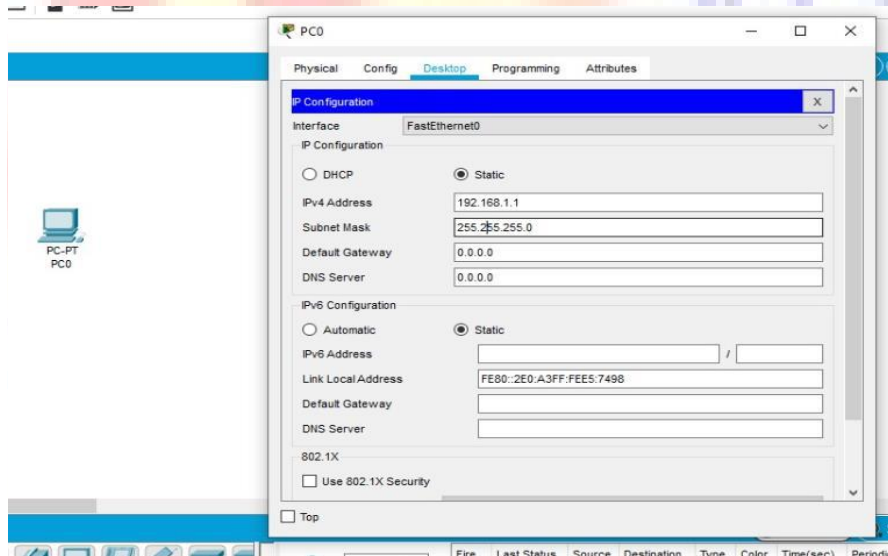 PC0
Physical Config Desktop Programming Attributes
IP Configuration X
Interface FastEthernet0
IP Configuration
DHCP Static
IPv4 Address 192.168.1.1
Subnet Mask 255.255.255.0
Default Gateway 0.0.0.0
DNS Server 0.0.0.0
IPv6 Configuration
Automatic Static
IPv6 Address /
Link Local Address FE80::2E0:A3FF:FEE5:7498
Default Gateway
DNS Server
802.1X
Use 802.1X Security
Top
PC-PT
PC0
Fire Last Status Source Destination Type Color Time(sec) Periodi